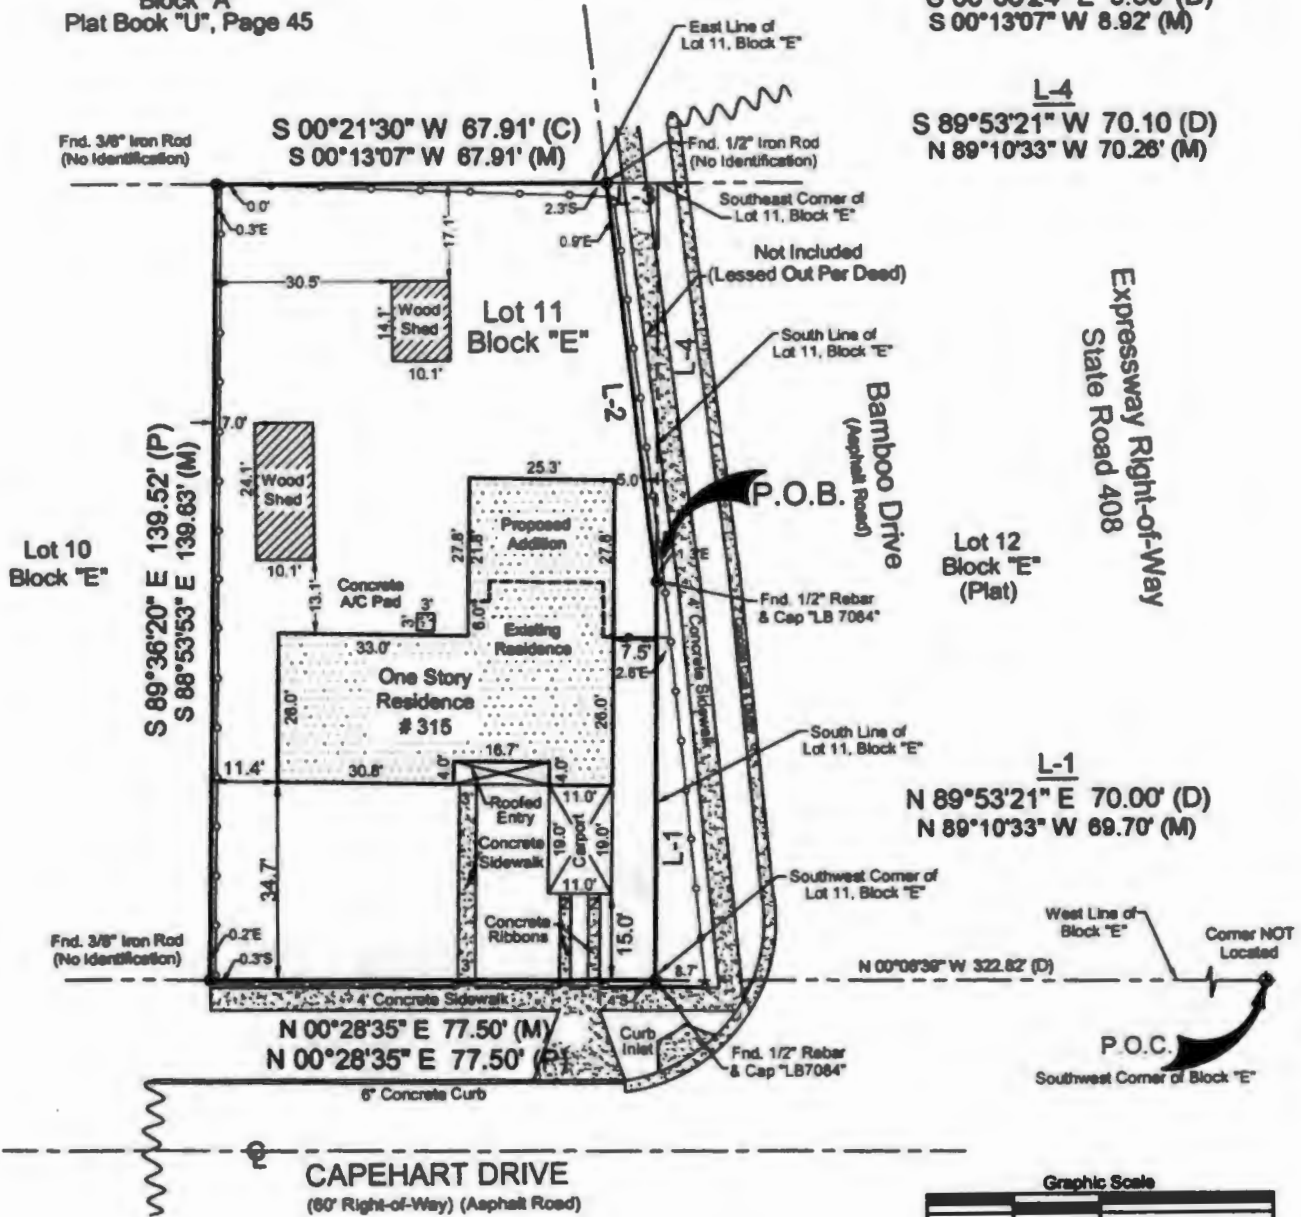 Block "A"
Plat Book "U", Page 45
S 00°13'07" W 8.92' (M)
L-4
S 89°53'21" W 70.10 (D)
N 89°10'33" W 70.26' (M)
East Line of
Lot 11, Block "E"
Fnd. 3/8" Iron Rod
(No Identification)
S 00°21'30" W 67.91' (C)
S 00°13'07" W 67.91' (M)
Fnd. 1/2" Iron Rod
(No Identification)
Southeast Corner of
Lot 11, Block "E"
0.0'
0.3'E
17.1'
2.3'S
0.9'E
Not Included
(Lessed Out Per Deed)
30.5'
Wood
Shed
14.1'
10.1'
Lot 11
Block "E"
South Line of
Lot 11, Block "E"
L-4
L-2
Expressway Right-of-Way
State Road 408
Bamboo Drive
(Asphalt Road)
7.0'
24.1'
Wood
Shed
10.1'
13.1'
S 89°36'20" E 139.52' (P)
S 88°53'53" E 139.63' (M)
Lot 10
Block "E"
25.3'
5.0'
P.O.B.
Proposed
Addition
27.8'
21.8'
27.8'
Concrete
A/C Pad
3'
3'
6.0'
Existing
Residence
Lot 12
Block "E"
(Plat)
Fnd. 1/2" Rebar
& Cap "LB 7084"
33.0'
7.5'
2.6'E
Concrete Sidewalk
One Story
Residence
# 315
26.0'
26.0'
16.7'
South Line of
Lot 11, Block "E"
11.4'
30.8'
4.0'
4.0'
L-1
N 89°53'21" E 70.00' (D)
N 89°10'33" W 69.70' (M)
Roofed
Entry
11.0'
Concrete
Sidewalk
19.0'
Carport
19.0'
L-1
11.0'
34.7'
Southwest Corner of
Lot 11, Block "E"
Concrete
Ribbons
15.0'
West Line of
Block "E"
Corner NOT
Located
Fnd. 3/8" Iron Rod
(No Identification)
0.2'E
0.3'S
8.7'
N 00°06'39" W 322.62' (D)
4' Concrete Sidewalk
N 00°28'35" E 77.50' (M)
N 00°28'35" E 77.50' (P)
Curb
Inlet
Fnd. 1/2" Rebar
& Cap "LB7084"
P.O.C.
Southwest Corner of Block "E"
6" Concrete Curb
CAPEHART DRIVE
(60' Right-of-Way) (Asphalt Road)
Graphic Scale